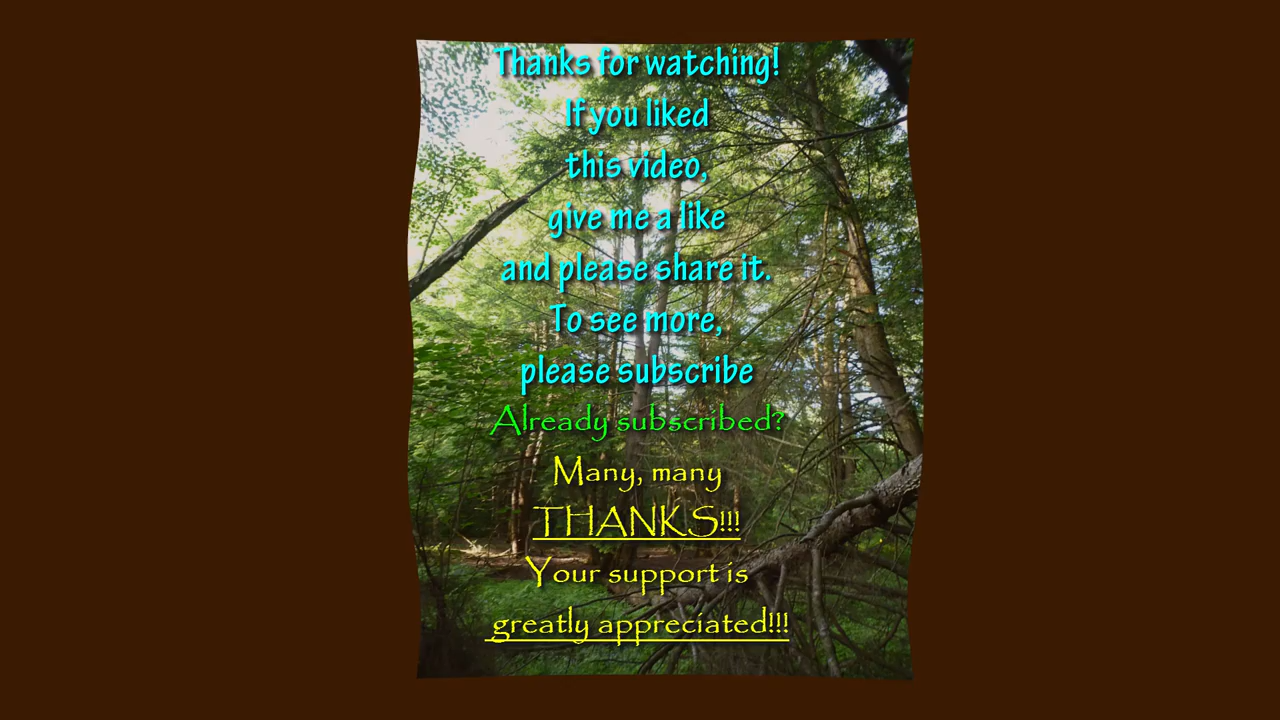 Thanks for watching!
If you liked
this video,
give me a like
and please share it.
To see more,
please subscribe
Already subscribed?
Many, many
THANKS!!!
Your support is
greatly appreciated!!!